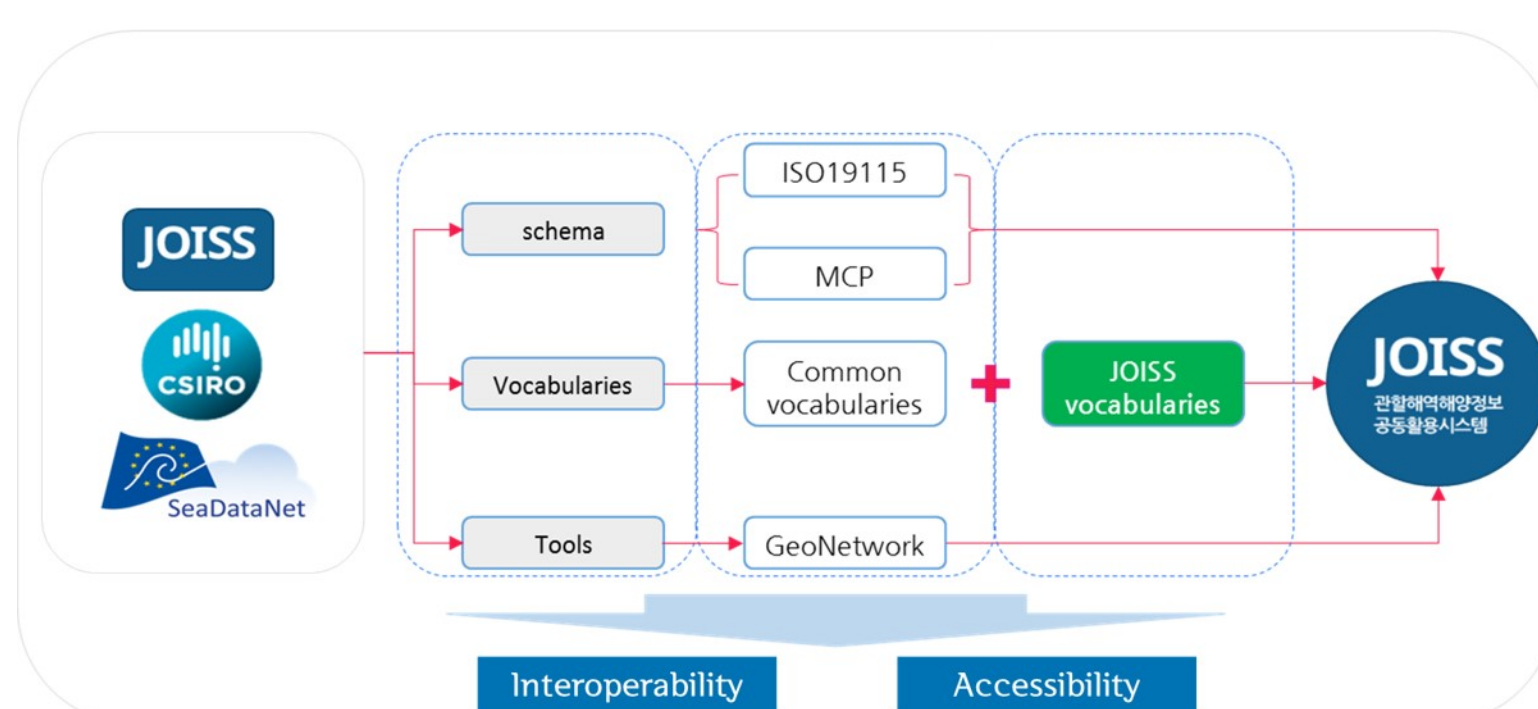 JOISS
CSIRO
SeaDataNet
schema
Vocabularies
Tools
ISO19115
MCP
Common
vocabularies
GeoNetwork
JOISS
vocabularies
JOISS
관할해역해양정보
공동활용시스템
Interoperability
Accessibility